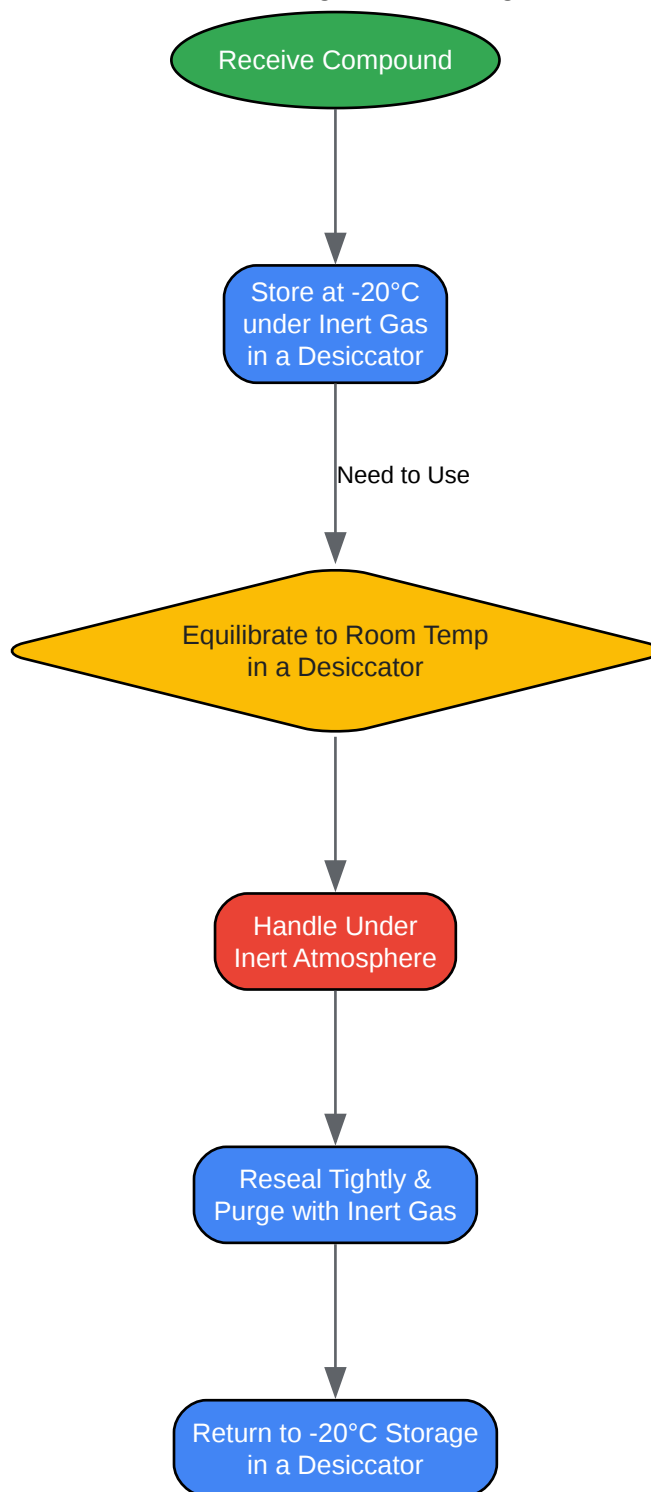 Receive Compound
Store at -20°C
under Inert Gas
in a Desiccator
Need to Use
Equilibrate to Room Temp
in a Desiccator
Handle Under
Inert Atmosphere
Reseal Tightly &
Purge with Inert Gas
Return to -20°C Storage
in a Desiccator